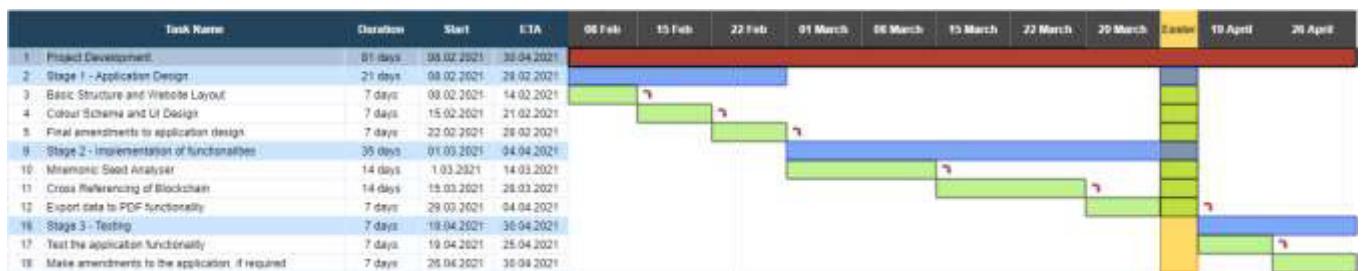 Task Name Duration Start ETA 08 Feb 15 Feb 22 Feb 01 March 08 March 15 March 22 March 29 March Easter 19 April 26 April
1 Project Development 81 days 08.02.2021 30.04.2021
2 Stage 1 - Application Design 21 days 08.02.2021 28.02.2021
3 Basic Structure and Website Layout 7 days 08.02.2021 14.02.2021
4 Colour Scheme and UI Design 7 days 15.02.2021 21.02.2021
5 Final amendments to application design 7 days 22.02.2021 28.02.2021
9 Stage 2 - Implementation of functionalities 35 days 01.03.2021 04.04.2021
10 Mnemonic Seed Analyser 14 days 1.03.2021 14.03.2021
11 Cross Referencing of Blockchain 14 days 15.03.2021 28.03.2021
12 Export data to PDF functionality 7 days 29.03.2021 04.04.2021
16 Stage 3 - Testing 7 days 19.04.2021 30.04.2021
17 Test the application functionality 7 days 19.04.2021 25.04.2021
18 Make amendments to the application, if required 7 days 26.04.2021 30.04.2021